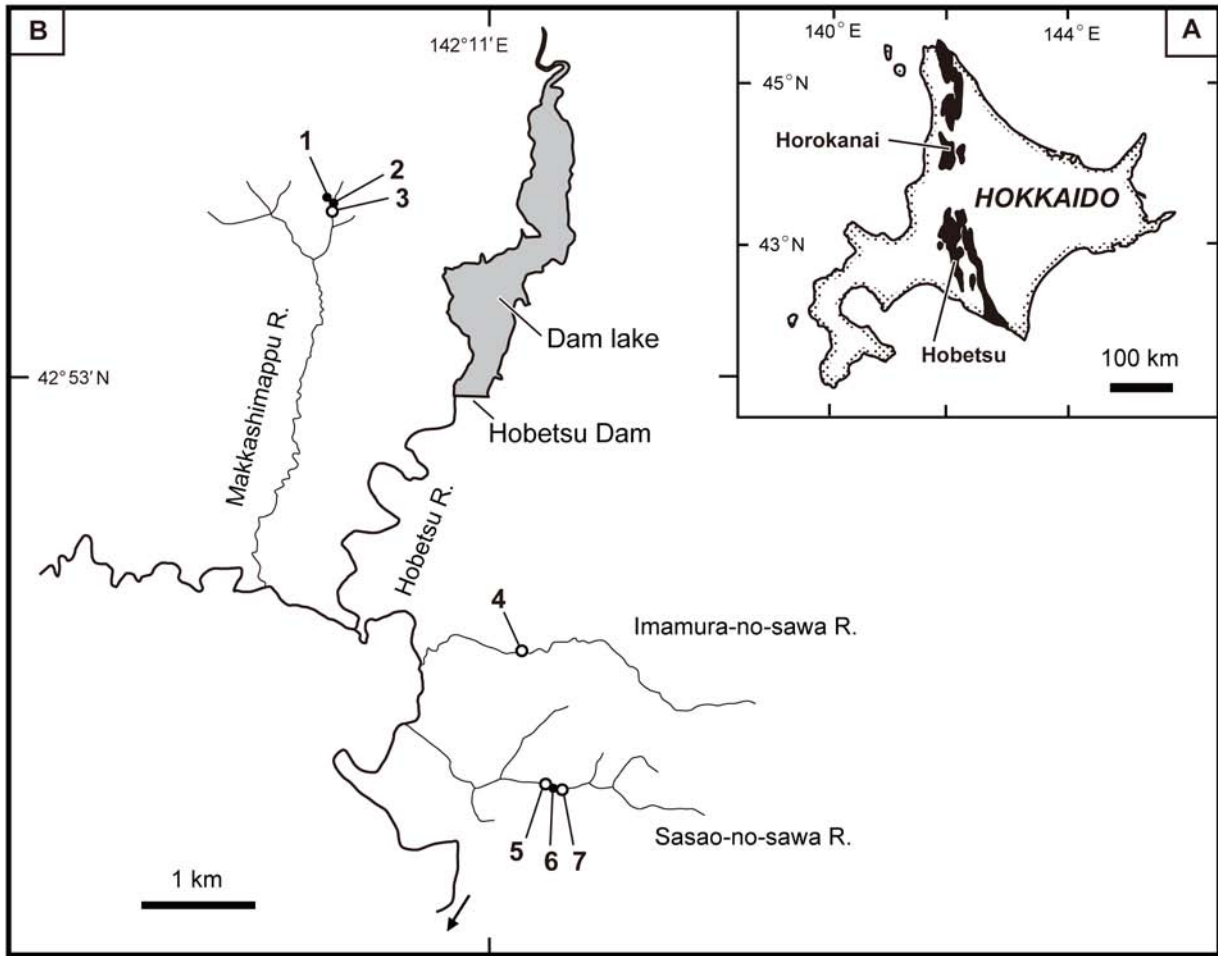 B
142°11′E
1
2
3
Makkashimappu R.
42°53′N
Dam lake
Hobetsu Dam
Hobetsu R.
4
Imamura-no-sawa R.
5
6
7
Sasao-no-sawa R.
1 km
A
140°E
144°E
45°N
Horokanai
HOKKAIDO
43°N
Hobetsu
100 km